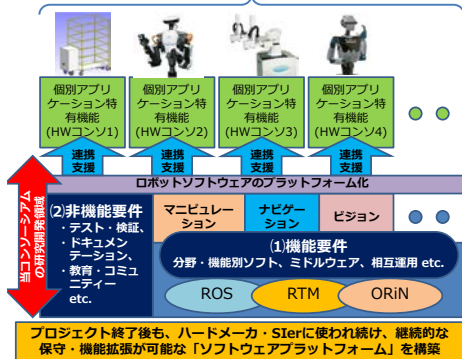 個別アプリ
ケーション特
有機能
(HWコンソ1)
個別アプリ
ケーション特
有機能
(HWコンソ2)
個別アプリ
ケーション特
有機能
(HWコンソ3)
個別アプリ
ケーション特
有機能
(HWコンソ4)
連携
支援
連携
支援
連携
支援
連携
支援
ロボットソフトウェアのプラットフォーム化
当コンソーシアム
の研究開発領域
⑵非機能要件
・テスト・検証、
・ドキュメン
テーション、
・教育・コミュ
ニティー
etc.
マニピュレー
ション
ナビゲー
ション
ビジョン
⑴機能要件
分野・機能別ソフト、ミドルウェア、相互運用 etc.
ROS
RTM
ORiN
プロジェクト終了後も、ハードメーカ・SIerに使われ続け、継続的な
保守・機能拡張が可能な「ソフトウェアプラットフォーム」を構築